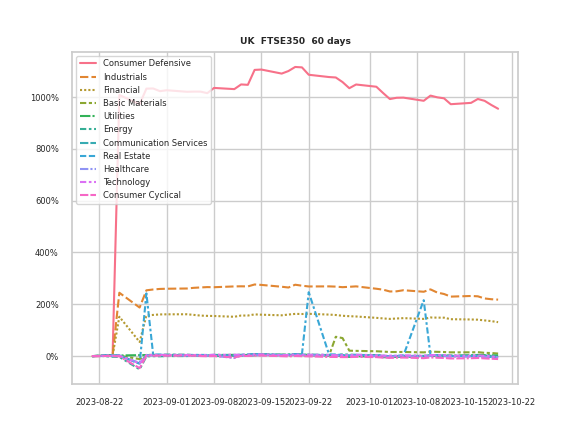 UK FTSE350 60 days
Consumer Defensive
Industrials
Financial
Basic Materials
Utilities
Energy
Communication Services
Real Estate
Healthcare
Technology
Consumer Cyclical
1000%
800%
600%
400%
200%
0%
2023-08-22 2023-09-01 2023-09-08 2023-09-15 2023-09-22 2023-10-01 2023-10-08 2023-10-15 2023-10-22